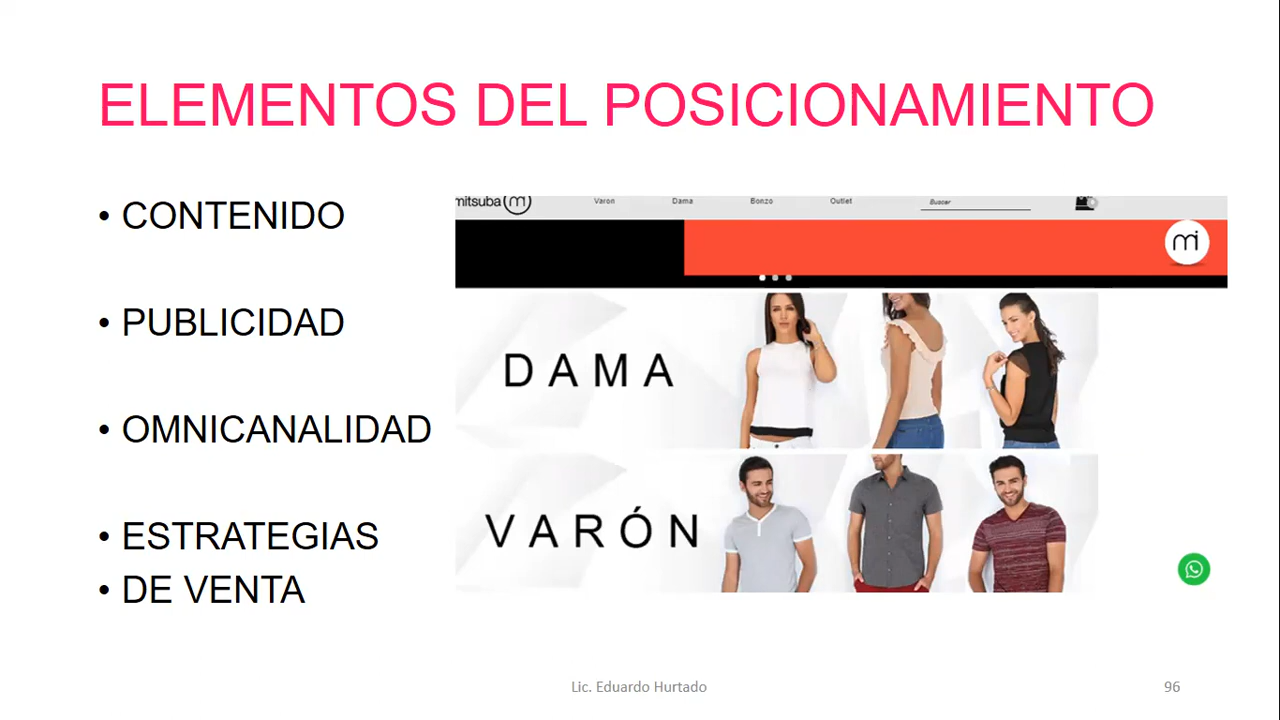 ELEMENTOS DEL POSICIONAMIENTO
• CONTENIDO
• PUBLICIDAD
• OMNICANALIDAD
• ESTRATEGIAS
• DE VENTA
mitsuba m Varon Dama Bonzo Outlet Buscar
mi
DAMA
VARÓN
Lic. Eduardo Hurtado 96